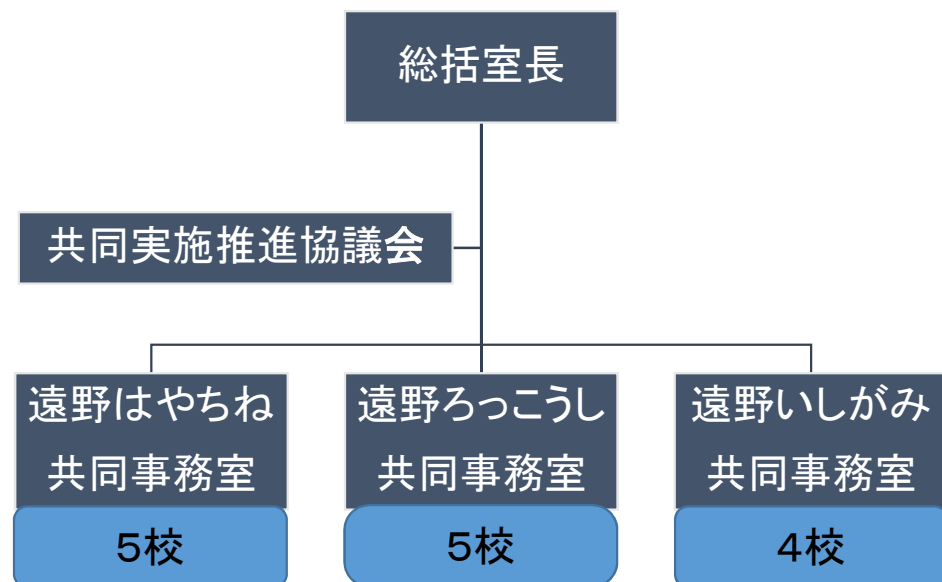 総括室長
共同実施推進協議会
遠野はやちね
共同事務室
5校
遠野ろっこうし
共同事務室
5校
遠野いしがみ
共同事務室
4校